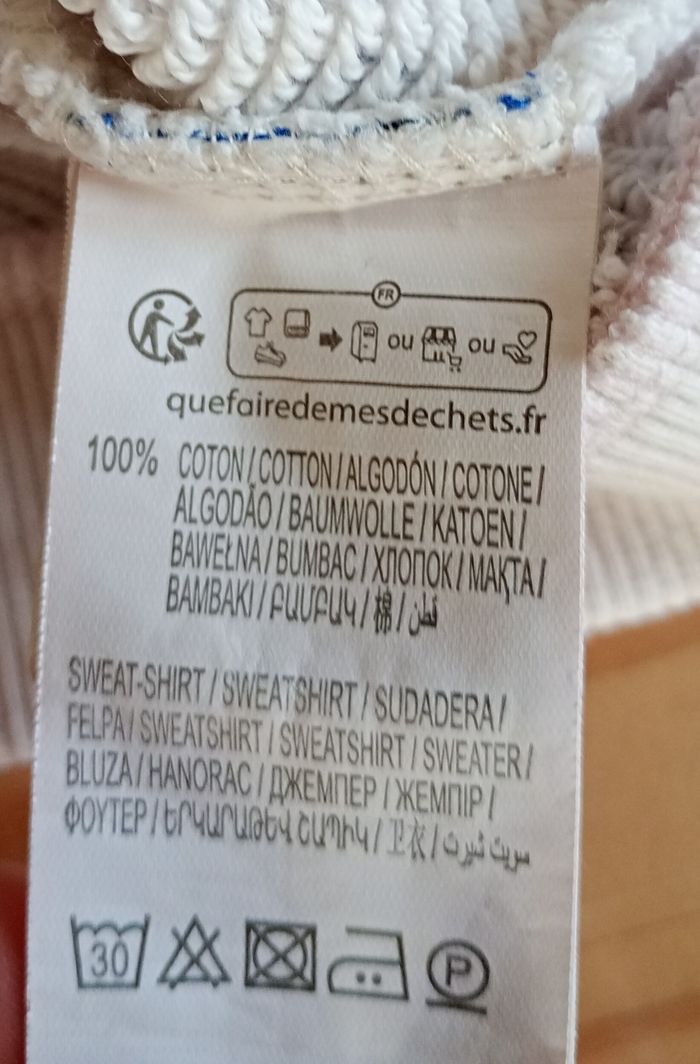 FR
ou ou
quefairedemesdechets.fr
100% COTON / COTTON / ALGODÓN / COTONE /
ALGODÃO / BAUMWOLLE / KATOEN /
BAWEŁNA / BUMBAC / ХЛОПОК / МАҚТА /
BAMBAKI / ԲԱՄԲԱԿ / 棉 / قطن
SWEAT-SHIRT / SWEATSHIRT / SUDADERA /
FELPA / SWEATSHIRT / SWEATSHIRT / SWEATER /
BLUZA / HANORAC / ДЖЕМПЕР / ЖЕМПІР /
ΦΟΥΤΕΡ / ԵՐԿԱՐԱԹԵՎ ՇԱՊԻԿ / 卫衣 / سويت شيرت
30 P